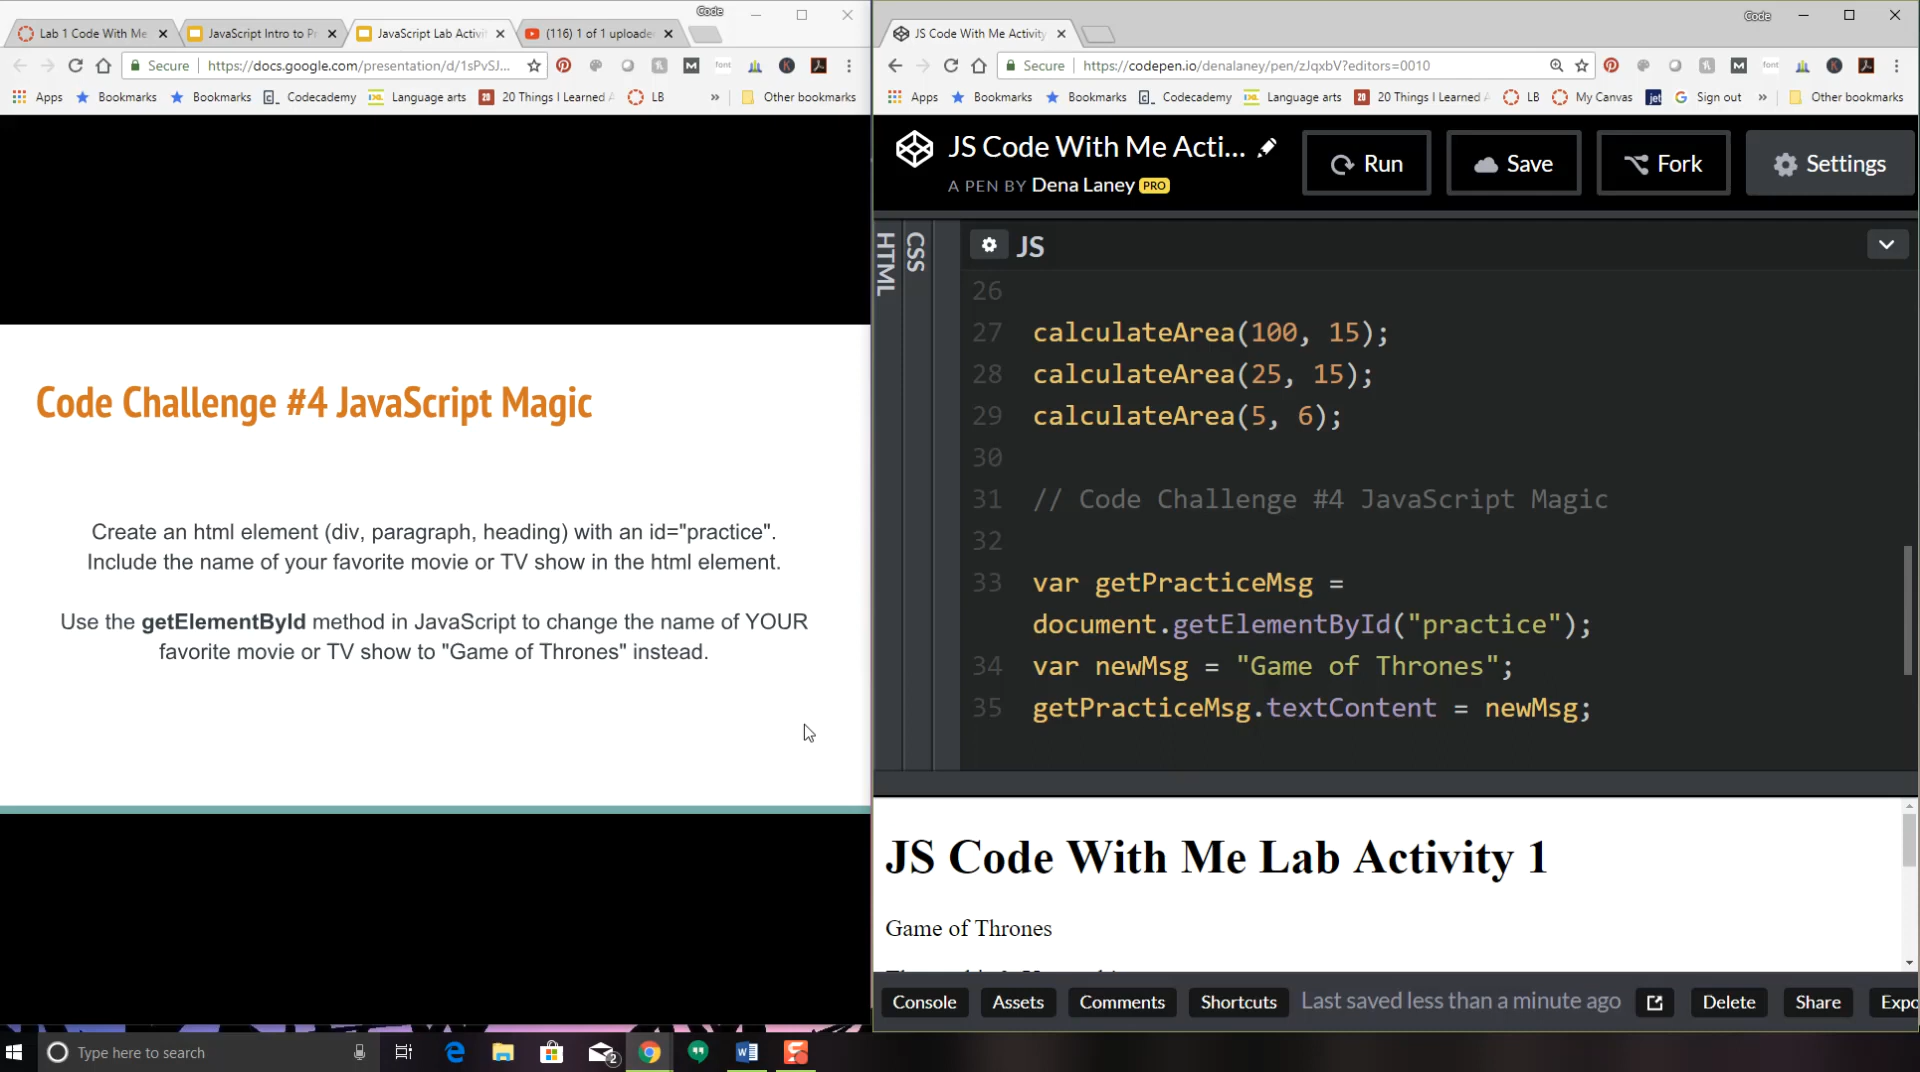 Code
Lab 1 Code With Me
JavaScript Intro to Pr
JavaScript Lab Activi
(116) 1 of 1 uploade
Secure
https://docs.google.com/presentation/d/1sPvSJ...
Apps
Bookmarks
Bookmarks
Codecademy
Language arts
20 Things I Learned
LB
»
Other bookmarks
Code Challenge #4 JavaScript Magic
Create an html element (div, paragraph, heading) with an id="practice".
Include the name of your favorite movie or TV show in the html element.
Use the getElementById method in JavaScript to change the name of YOUR
favorite movie or TV show to "Game of Thrones" instead.
Code
JS Code With Me Activity
Secure
https://codepen.io/denalaney/pen/zJqxbV?editors=0010
Apps
Bookmarks
Bookmarks
Codecademy
Language arts
20 Things I Learned
LB
My Canvas
jet
Sign out
»
Other bookmarks
JS Code With Me Acti...
A PEN BY Dena Laney PRO
Run
Save
Fork
Settings
HTML
CSS
JS
26
27 calculateArea(100, 15);
28 calculateArea(25, 15);
29 calculateArea(5, 6);
30
31 // Code Challenge #4 JavaScript Magic
32
33 var getPracticeMsg =
document.getElementById("practice");
34 var newMsg = "Game of Thrones";
35 getPracticeMsg.textContent = newMsg;
JS Code With Me Lab Activity 1
Game of Thrones
Console
Assets
Comments
Shortcuts
Last saved less than a minute ago
Delete
Share
Expo
Type here to search
2